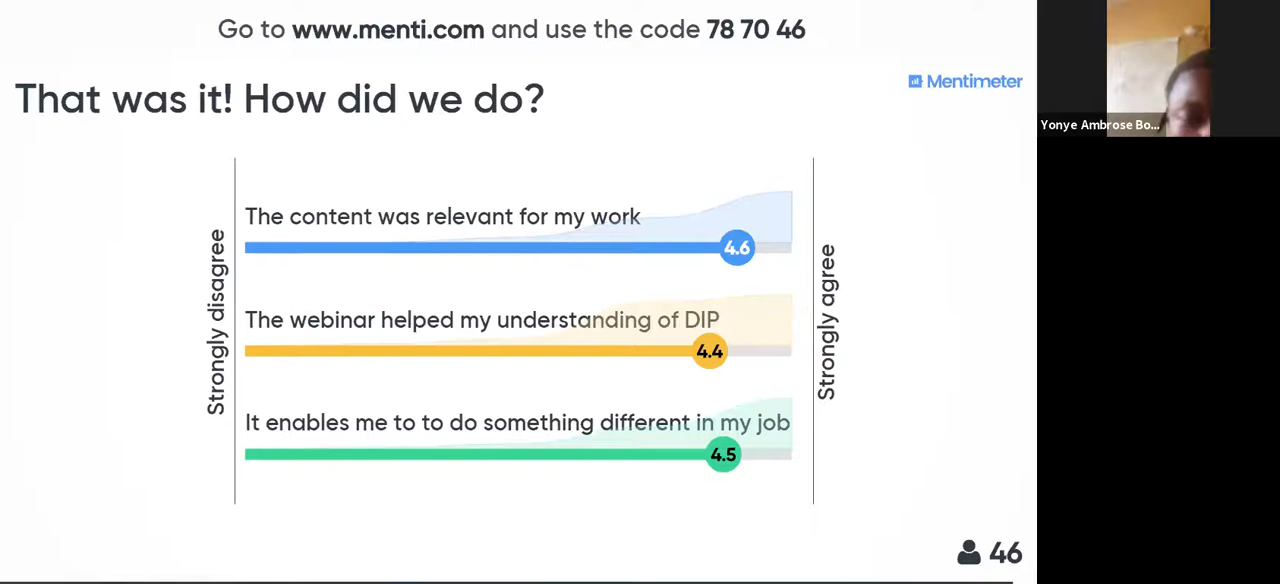 Go to www.menti.com and use the code 78 70 46
That was it! How did we do?
Mentimeter
Yonye Ambrose Bo...
Strongly disagree
The content was relevant for my work
4.6
The webinar helped my understanding of DIP
4.4
It enables me to to do something different in my job
4.5
Strongly agree
46